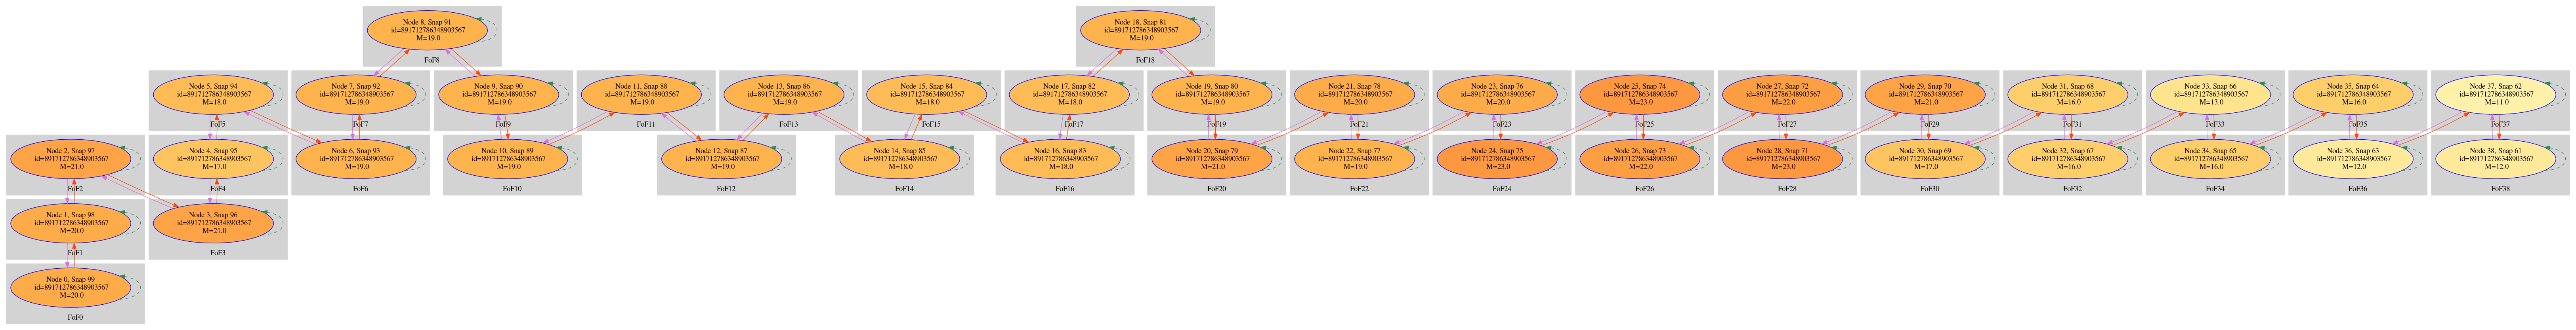 Node 8, Snap 91
id=891712786348903567
M=19.0
FoF8
Node 18, Snap 81
id=891712786348903567
M=19.0
FoF18
Node 5, Snap 94
id=891712786348903567
M=18.0
FoF5
Node 7, Snap 92
id=891712786348903567
M=19.0
FoF7
Node 9, Snap 90
id=891712786348903567
M=19.0
FoF9
Node 11, Snap 88
id=891712786348903567
M=19.0
FoF11
Node 13, Snap 86
id=891712786348903567
M=19.0
FoF13
Node 15, Snap 84
id=891712786348903567
M=18.0
FoF15
Node 17, Snap 82
id=891712786348903567
M=18.0
FoF17
Node 19, Snap 80
id=891712786348903567
M=19.0
FoF19
Node 21, Snap 78
id=891712786348903567
M=20.0
FoF21
Node 23, Snap 76
id=891712786348903567
M=20.0
FoF23
Node 25, Snap 74
id=891712786348903567
M=23.0
FoF25
Node 27, Snap 72
id=891712786348903567
M=22.0
FoF27
Node 29, Snap 70
id=891712786348903567
M=21.0
FoF29
Node 31, Snap 68
id=891712786348903567
M=16.0
FoF31
Node 33, Snap 66
id=891712786348903567
M=13.0
FoF33
Node 35, Snap 64
id=891712786348903567
M=16.0
FoF35
Node 37, Snap 62
id=891712786348903567
M=11.0
FoF37
Node 2, Snap 97
id=891712786348903567
M=21.0
FoF2
Node 4, Snap 95
id=891712786348903567
M=17.0
FoF4
Node 6, Snap 93
id=891712786348903567
M=19.0
FoF6
Node 10, Snap 89
id=891712786348903567
M=19.0
FoF10
Node 12, Snap 87
id=891712786348903567
M=19.0
FoF12
Node 14, Snap 85
id=891712786348903567
M=18.0
FoF14
Node 16, Snap 83
id=891712786348903567
M=18.0
FoF16
Node 20, Snap 79
id=891712786348903567
M=21.0
FoF20
Node 22, Snap 77
id=891712786348903567
M=19.0
FoF22
Node 24, Snap 75
id=891712786348903567
M=23.0
FoF24
Node 26, Snap 73
id=891712786348903567
M=22.0
FoF26
Node 28, Snap 71
id=891712786348903567
M=23.0
FoF28
Node 30, Snap 69
id=891712786348903567
M=17.0
FoF30
Node 32, Snap 67
id=891712786348903567
M=16.0
FoF32
Node 34, Snap 65
id=891712786348903567
M=16.0
FoF34
Node 36, Snap 63
id=891712786348903567
M=12.0
FoF36
Node 38, Snap 61
id=891712786348903567
M=12.0
FoF38
Node 1, Snap 98
id=891712786348903567
M=20.0
FoF1
Node 3, Snap 96
id=891712786348903567
M=21.0
FoF3
Node 0, Snap 99
id=891712786348903567
M=20.0
FoF0